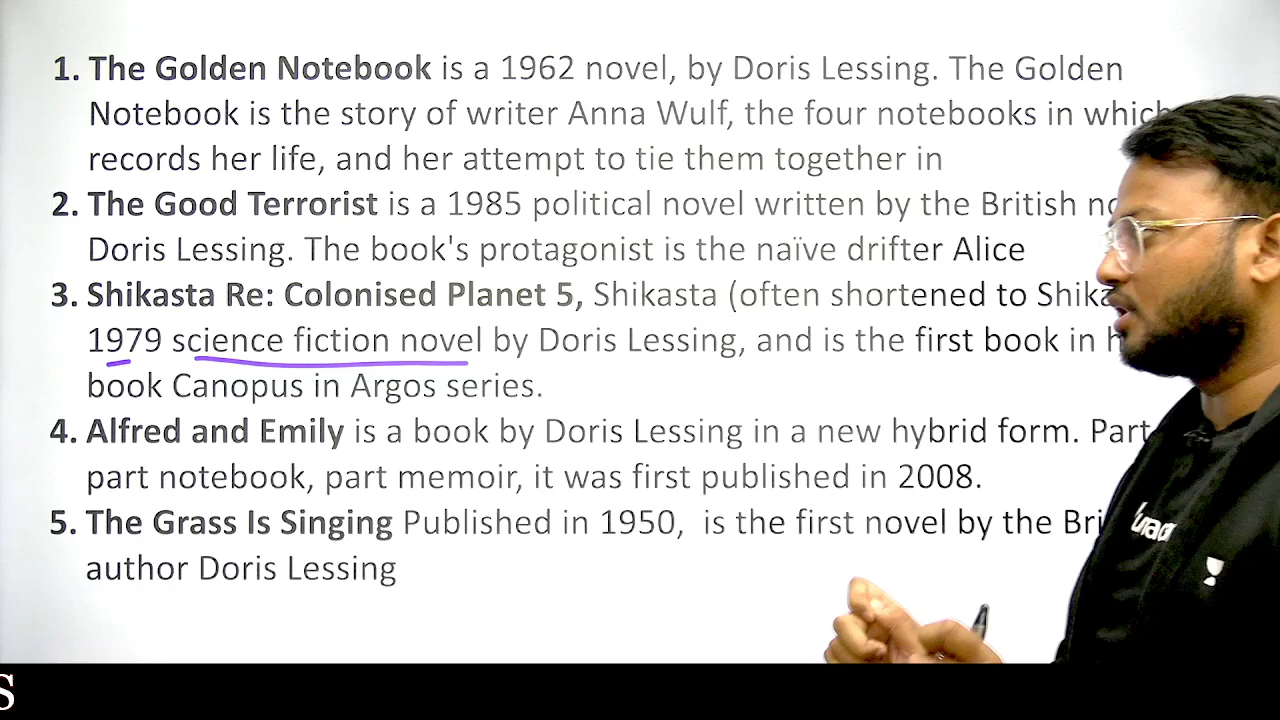 1. The Golden Notebook is a 1962 novel, by Doris Lessing. The Golden
Notebook is the story of writer Anna Wulf, the four notebooks in which
records her life, and her attempt to tie them together in
2. The Good Terrorist is a 1985 political novel written by the British
Doris Lessing. The book's protagonist is the naïve drifter Alice
3. Shikasta Re: Colonised Planet 5, Shikasta (often shortened to
1979 science fiction novel by Doris Lessing, and is the first book in
book Canopus in Argos series.
4. Alfred and Emily is a book by Doris Lessing in a new hybrid form. Part
part notebook, part memoir, it was first published in 2008.
5. The Grass Is Singing Published in 1950, is the first novel by the
author Doris Lessing
S